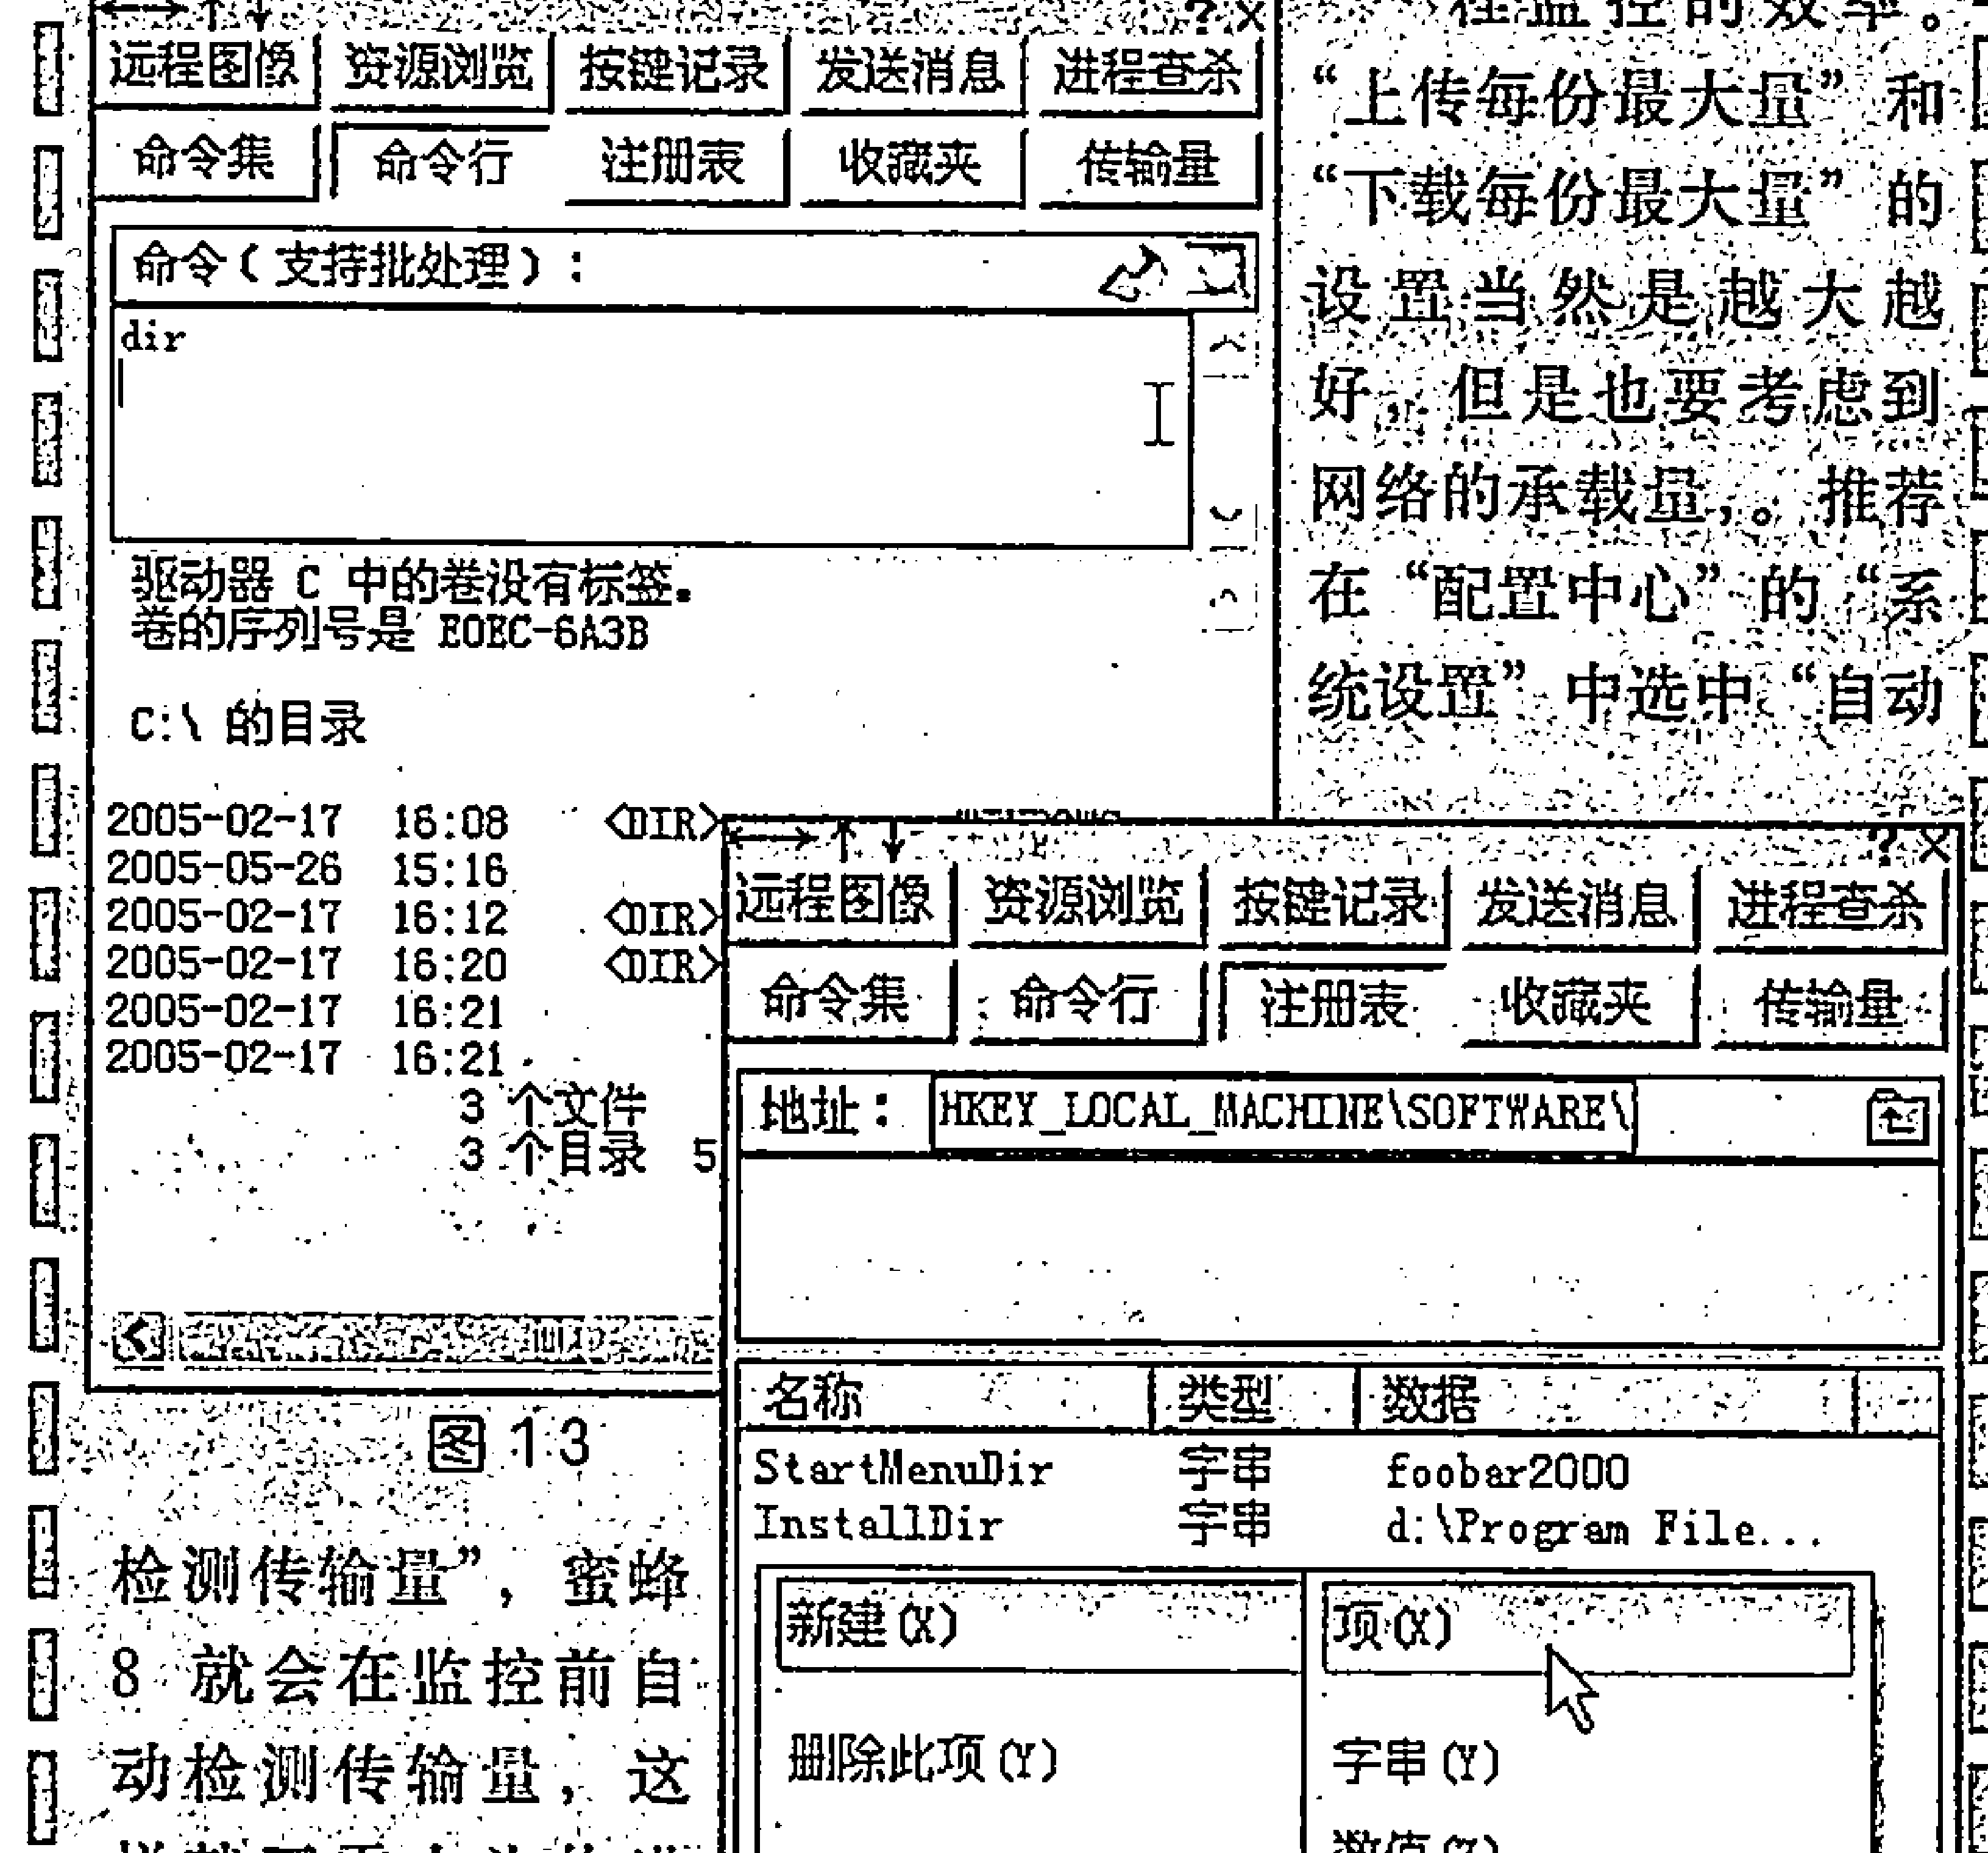 程监控的效率。
“上传每份最大量”和
“下载每份最大量”的
设置当然是越大越
好，但是也要考虑到
网络的承载量，。推荐
在“配置中心”的“系
统设置”中选中“自动
? X
远程图像 资源浏览 按键记录 发送消息 进程查杀
命令集 命令行 注册表 收藏夹 传输量
命令(支持批处理)：
dir
驱动器 C 中的卷没有标签。
卷的序列号是 E0EC-6A3B
C:\ 的目录
2005-02-17 16:08 <DIR>
2005-05-26 15:16
2005-02-17 16:12 <DIR>
2005-02-17 16:20 <DIR>
2005-02-17 16:21
2005-02-17 16:21
3 个文件
3 个目录 5
图 13
检测传输量”，蜜蜂
8 就会在监控前自
动检测传输量，这
? X
远程图像 资源浏览 按键记录 发送消息 进程查杀
命令集 命令行 注册表 收藏夹 传输量
地址： HKEY_LOCAL_MACHINE\SOFTWARE\
名称 类型 数据
StartMenuDir 字串 foobar2000
InstallDir 字串 d:\Program File...
新建(X) 项(X)
删除此项(Y) 字串(Y)
数值